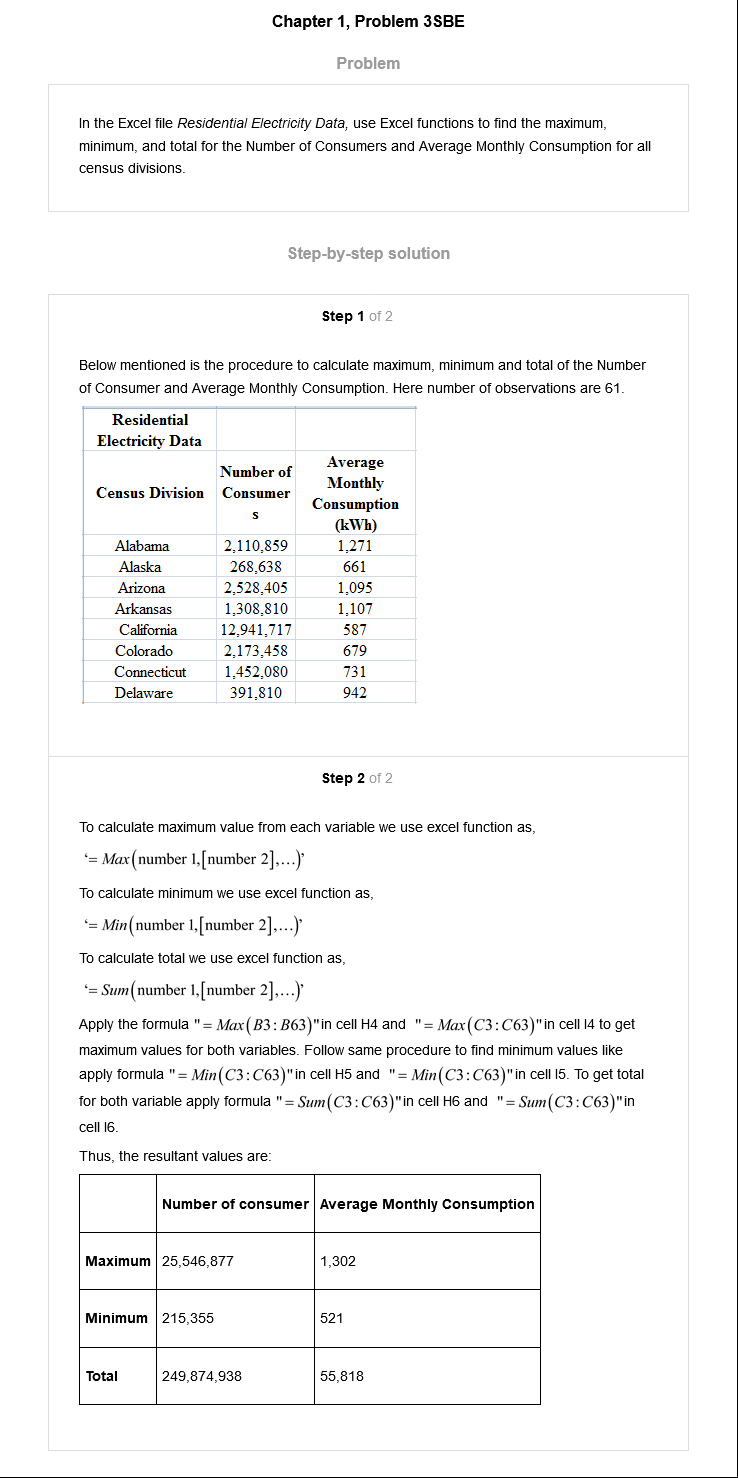 Chapter 1, Problem 3SBE
Problem
In the Excel file Residential Electricity Data, use Excel functions to find the maximum,
minimum, and total for the Number of Consumers and Average Monthly Consumption for all
census divisions.
Step-by-step solution
Step 1 of 2
Below mentioned is the procedure to calculate maximum, minimum and total of the Number
of Consumer and Average Monthly Consumption. Here number of observations are 61.
Residential
Electricity Data
Census Division
Number of
Consumer
s
Average
Monthly
Consumption
(kWh)
Alabama 2,110,859 1,271
Alaska 268,638 661
Arizona 2,528,405 1,095
Arkansas 1,308,810 1,107
California 12,941,717 587
Colorado 2,173,458 679
Connecticut 1,452,080 731
Delaware 391,810 942
Step 2 of 2
To calculate maximum value from each variable we use excel function as,
‘= Max(number 1,[number 2],…)’
To calculate minimum we use excel function as,
‘= Min(number 1,[number 2],…)’
To calculate total we use excel function as,
‘= Sum(number 1,[number 2],…)’
Apply the formula "= Max(B3:B63)" in cell H4 and "= Max(C3:C63)" in cell I4 to get
maximum values for both variables. Follow same procedure to find minimum values like
apply formula "= Min(C3:C63)" in cell H5 and "= Min(C3:C63)" in cell I5. To get total
for both variable apply formula "= Sum(C3:C63)" in cell H6 and "= Sum(C3:C63)" in
cell I6.
Thus, the resultant values are:
Number of consumer Average Monthly Consumption
Maximum 25,546,877 1,302
Minimum 215,355 521
Total 249,874,938 55,818